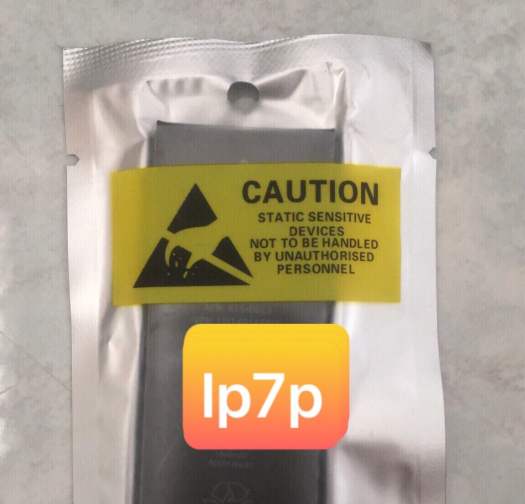 CAUTION
STATIC SENSITIVE
DEVICES
NOT TO BE HANDLED
BY UNAUTHORISED
PERSONNEL
Ip7p